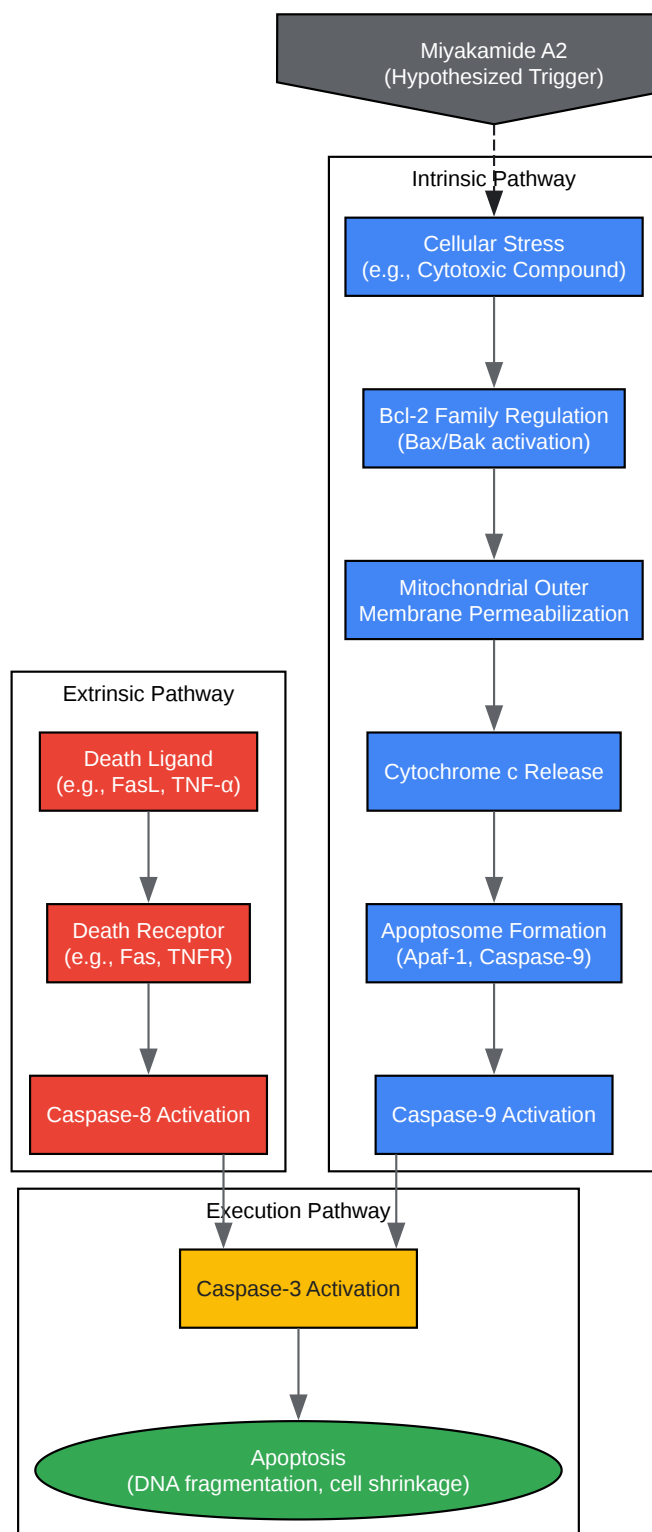 Miyakamide A2
(Hypothesized Trigger)
Intrinsic Pathway
Cellular Stress
(e.g., Cytotoxic Compound)
Bcl-2 Family Regulation
(Bax/Bak activation)
Mitochondrial Outer
Membrane Permeabilization
Cytochrome c Release
Apoptosome Formation
(Apaf-1, Caspase-9)
Caspase-9 Activation
Extrinsic Pathway
Death Ligand
(e.g., FasL, TNF-α)
Death Receptor
(e.g., Fas, TNFR)
Caspase-8 Activation
Execution Pathway
Caspase-3 Activation
Apoptosis
(DNA fragmentation, cell shrinkage)